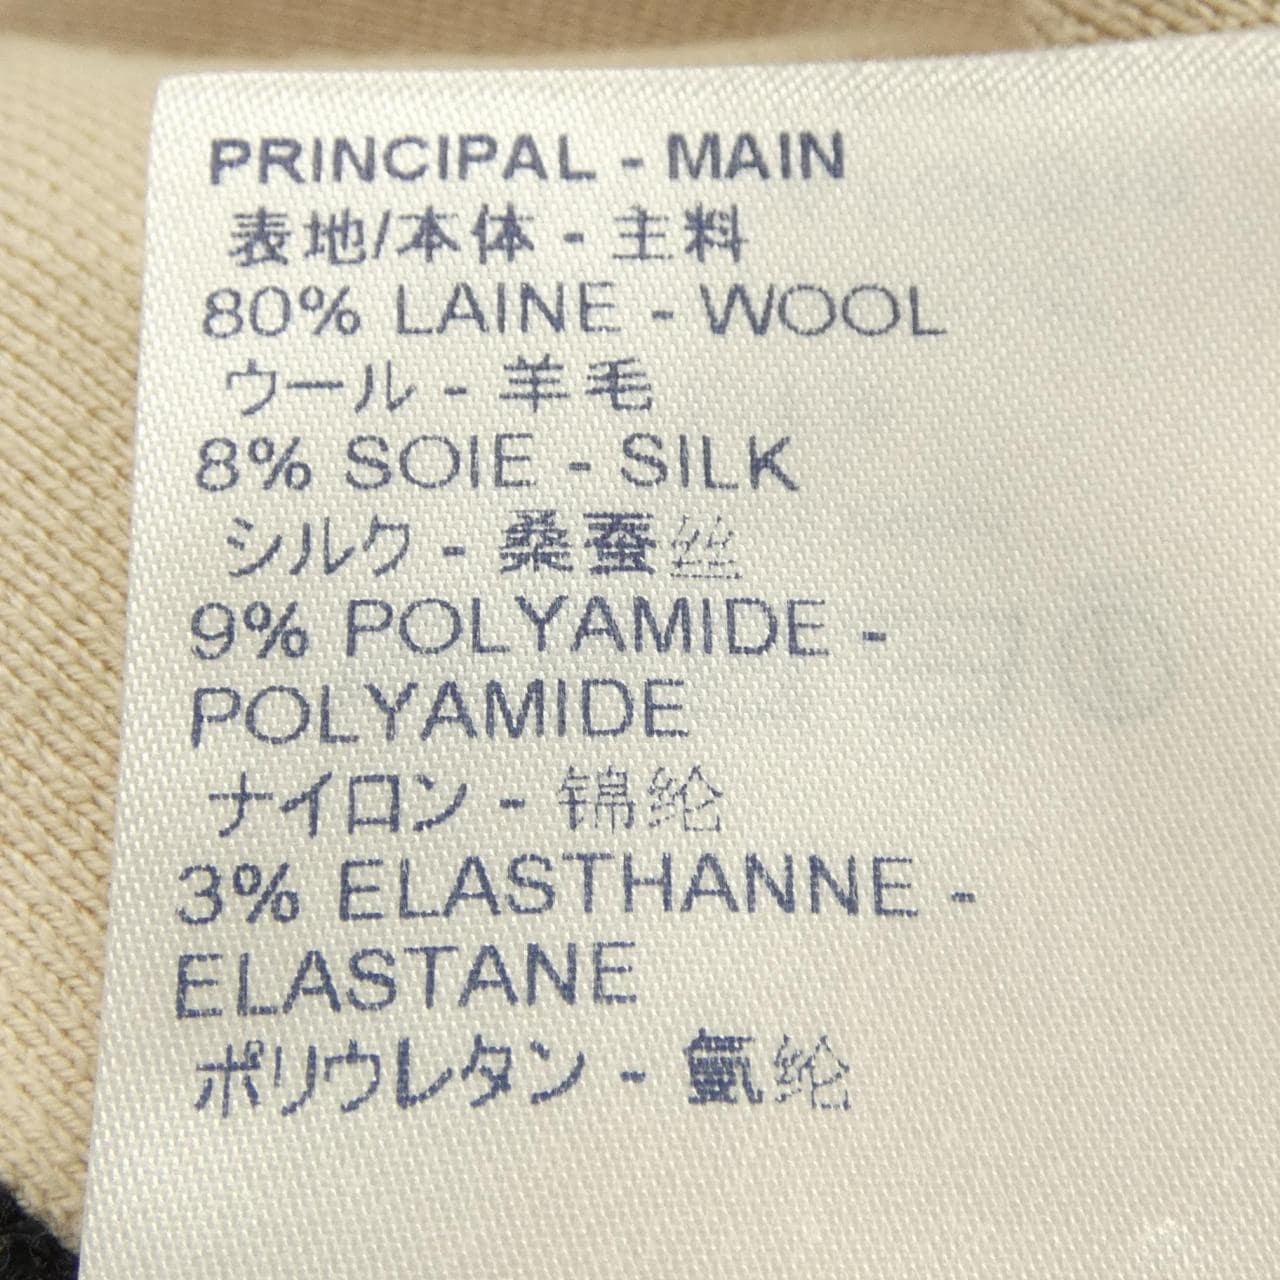 PRINCIPAL - MAIN
表地/本体 - 主料
80% LAINE - WOOL
ウール - 羊毛
8% SOIE - SILK
シルク - 桑蚕丝
9% POLYAMIDE -
POLYAMIDE
ナイロン - 锦纶
3% ELASTHANNE -
ELASTANE
ポリウレタン - 氨纶